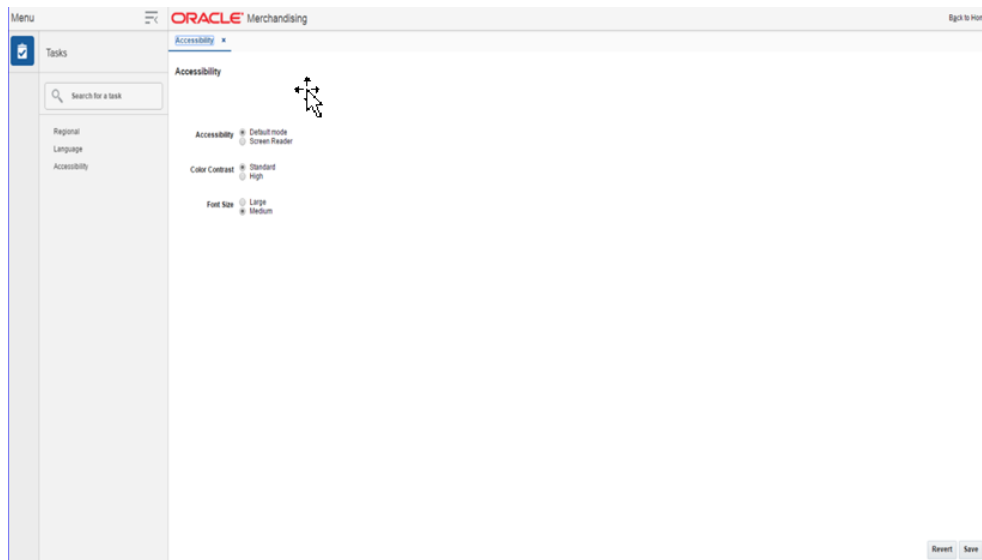 Menu
ORACLE® Merchandising
Back to Hom
Tasks
Search for a task
Regional
Language
Accessibility
Accessibility ×
Accessibility
Accessibility
Default mode
Screen Reader
Color Contrast
Standard
High
Font Size
Large
Medium
Revert
Save